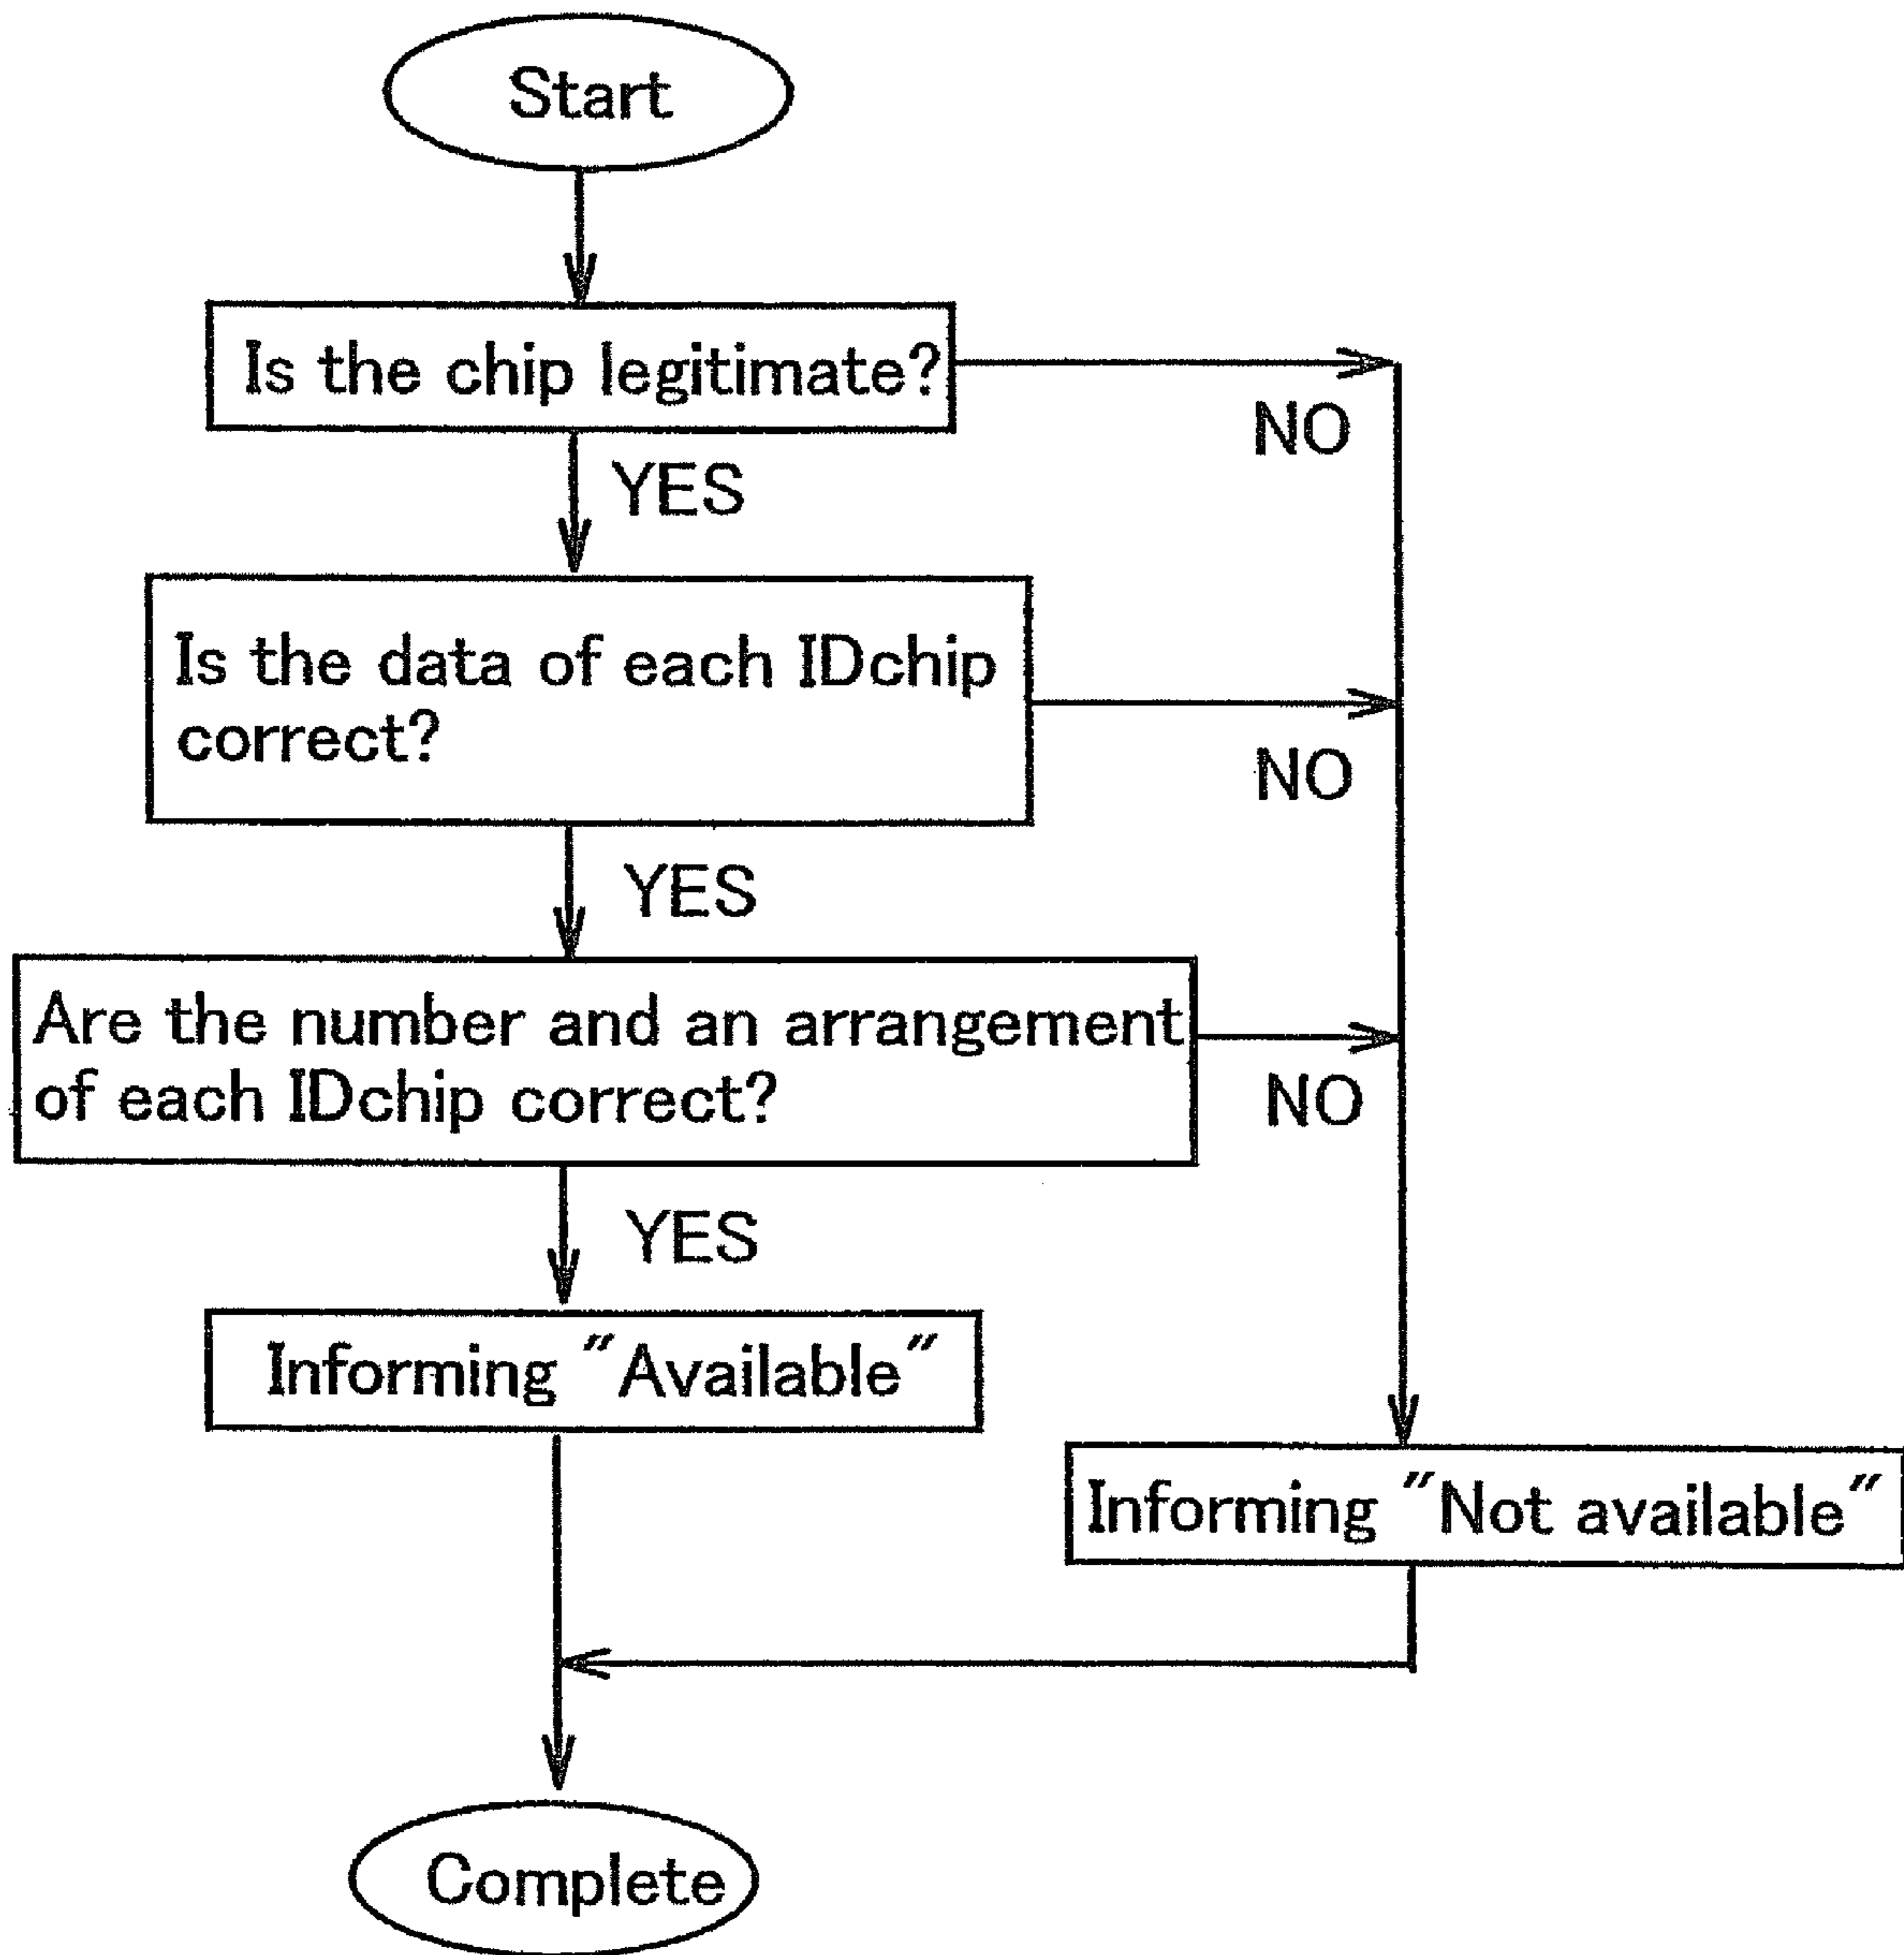 Start
Is the chip legitimate?
NO
YES
Is the data of each IDchip
correct?
NO
YES
Are the number and an arrangement
of each IDchip correct?
NO
YES
Informing "Available"
Informing "Not available"
Complete